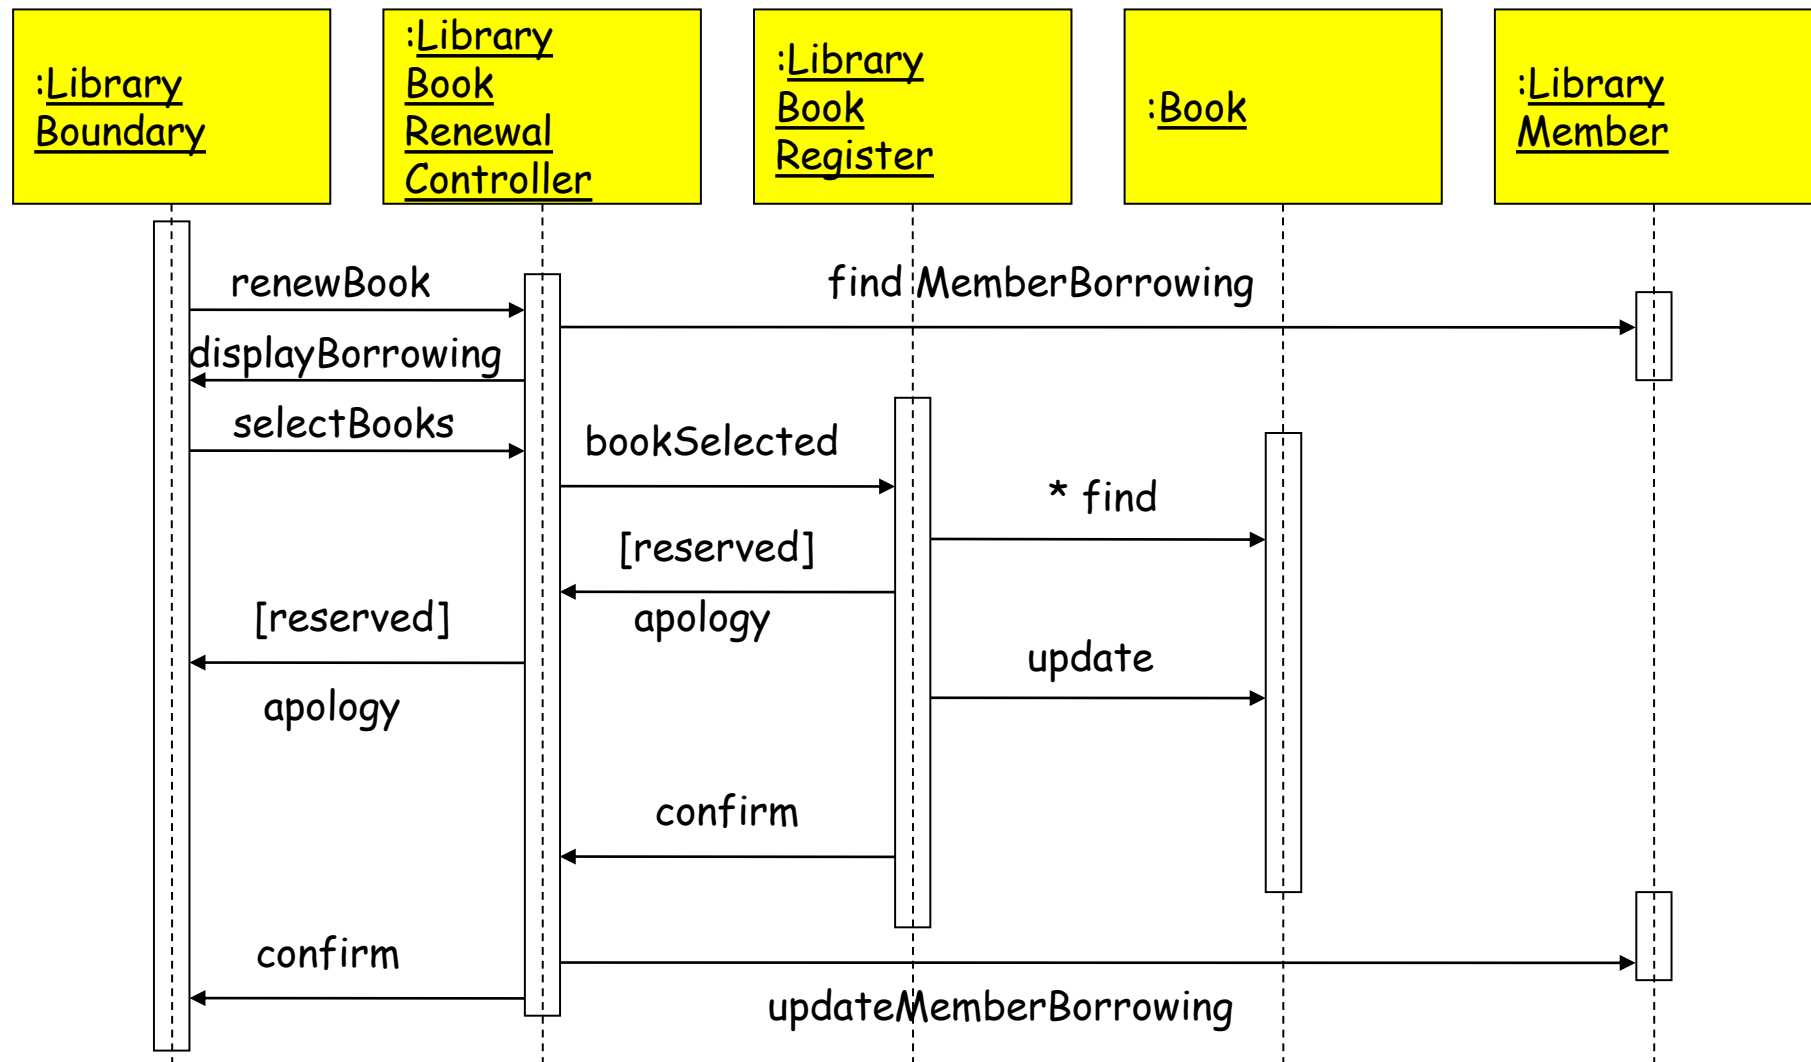 :Library
Boundary
:Library
Book
Renewal
Controller
:Library
Book
Register
:Book
:Library
Member
renewBook
find MemberBorrowing
displayBorrowing
selectBooks
bookSelected
* find
[reserved]
apology
[reserved]
apology
update
confirm
confirm
updateMemberBorrowing